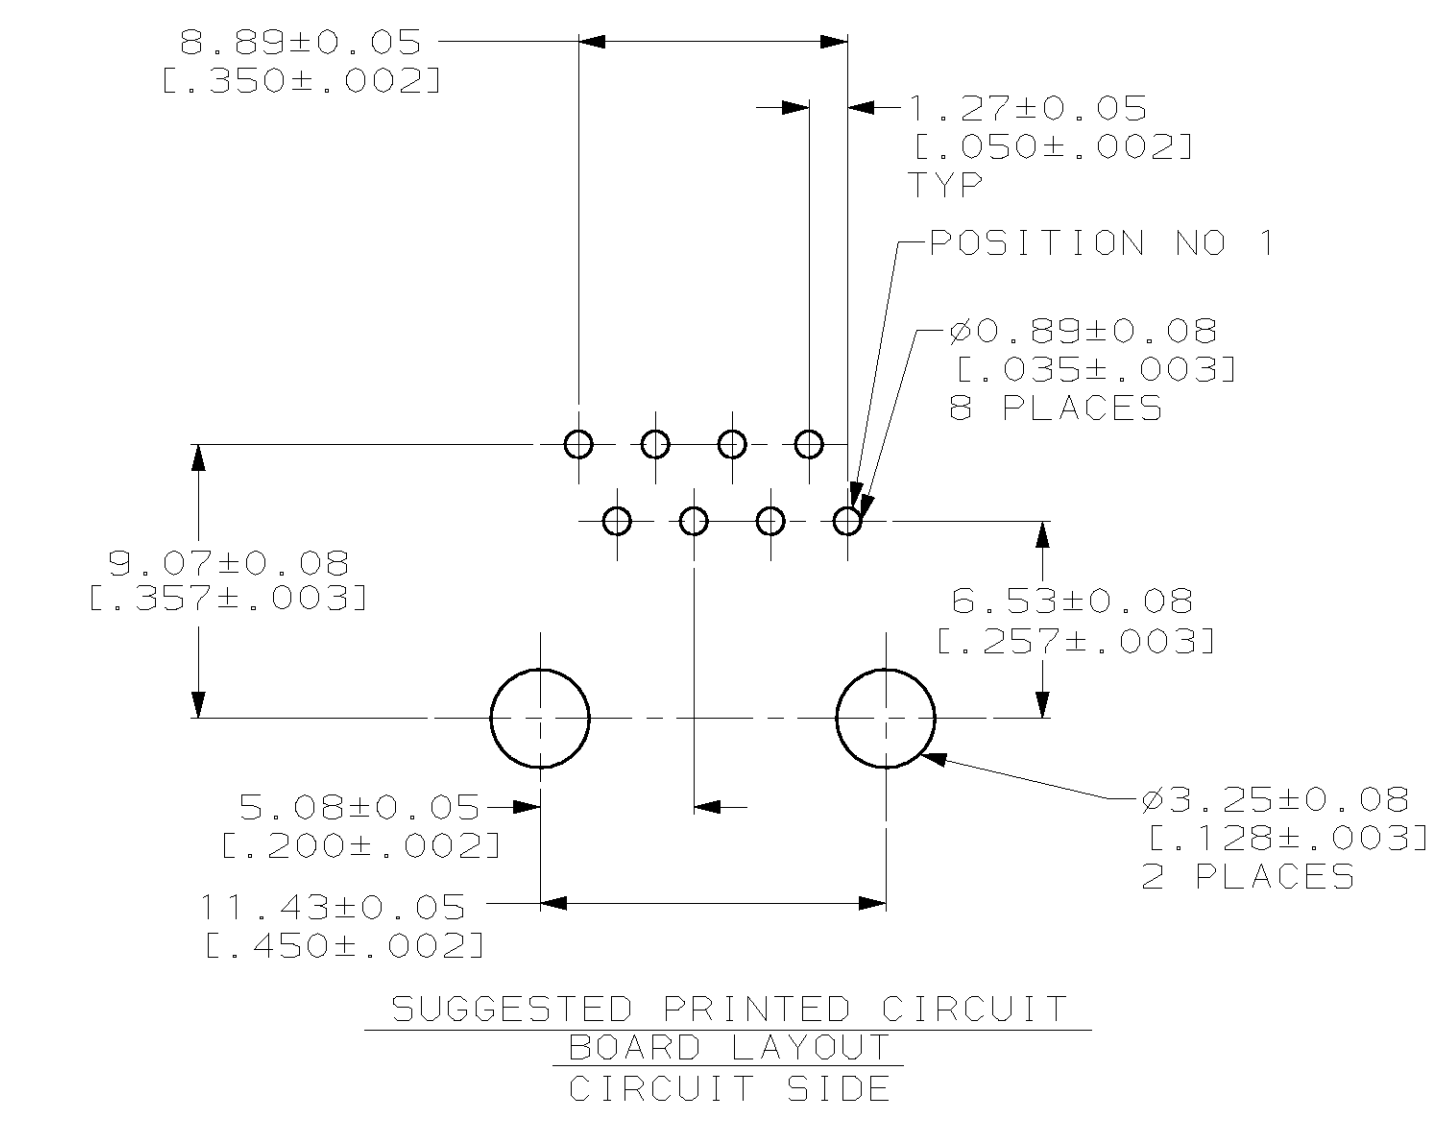 8.89±0.05
[.350±.002]
1.27±0.05
[.050±.002]
TYP
POSITION NO 1
ø0.89±0.08
[.035±.003]
8 PLACES
9.07±0.08
[.357±.003]
6.53±0.08
[.257±.003]
5.08±0.05
[.200±.002]
ø3.25±0.08
[.128±.003]
2 PLACES
11.43±0.05
[.450±.002]
SUGGESTED PRINTED CIRCUIT
BOARD LAYOUT
CIRCUIT SIDE